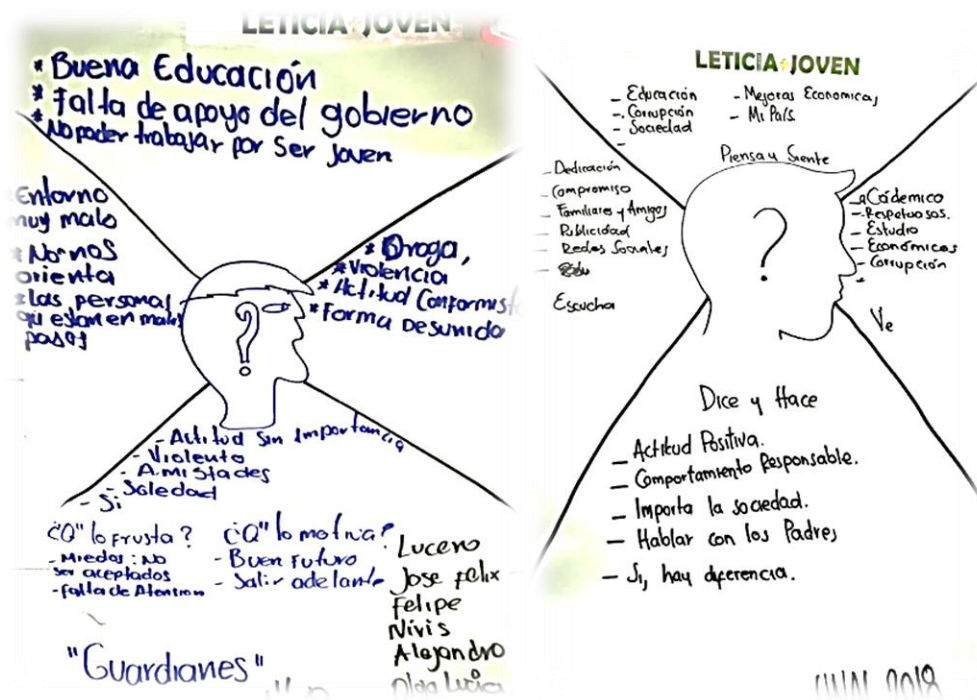 LETICIA JOVEN
* Buena Educación
* Falta de apoyo del gobierno
* No poder trabajar por ser joven
Entorno
muy malo
* No nos
orienta
* Las personas
qu estan en malos
pasos
* Droga,
* Violencia
* Actitud Conformista
* Forma Desunida
- Actitud Sin Importancia
- Violento
- Amistades
- Soledad
- Si
¿Q" lo Frusta?
- Miedos: No
ser aceptados
- Falta de Atencion
¿Q" lo motiva?
- Buen Futuro
- Salir adelante
"Guardianes"
Lucero
Jose Felix
Felipe
Nivis
Alejandro
Olga Lucia
LETICIA JOVEN
- Educación
- Corrupción
- Sociedad
-
- Mejoras Economicas
- Mi País.
Piensa y Siente
- Dedicación
- Compromiso
- Familiares y Amigos
- Publicidad
- Redes Sociales
-
Escucha
- Académico
- Respetuosos.
- Estudio
- Económicas
- Corrupción
Ve
Dice y Hace
- Actitud Positiva.
- Comportamiento Responsable.
- Importa la sociedad.
- Hablar con los Padres
- Si, hay diferencia.